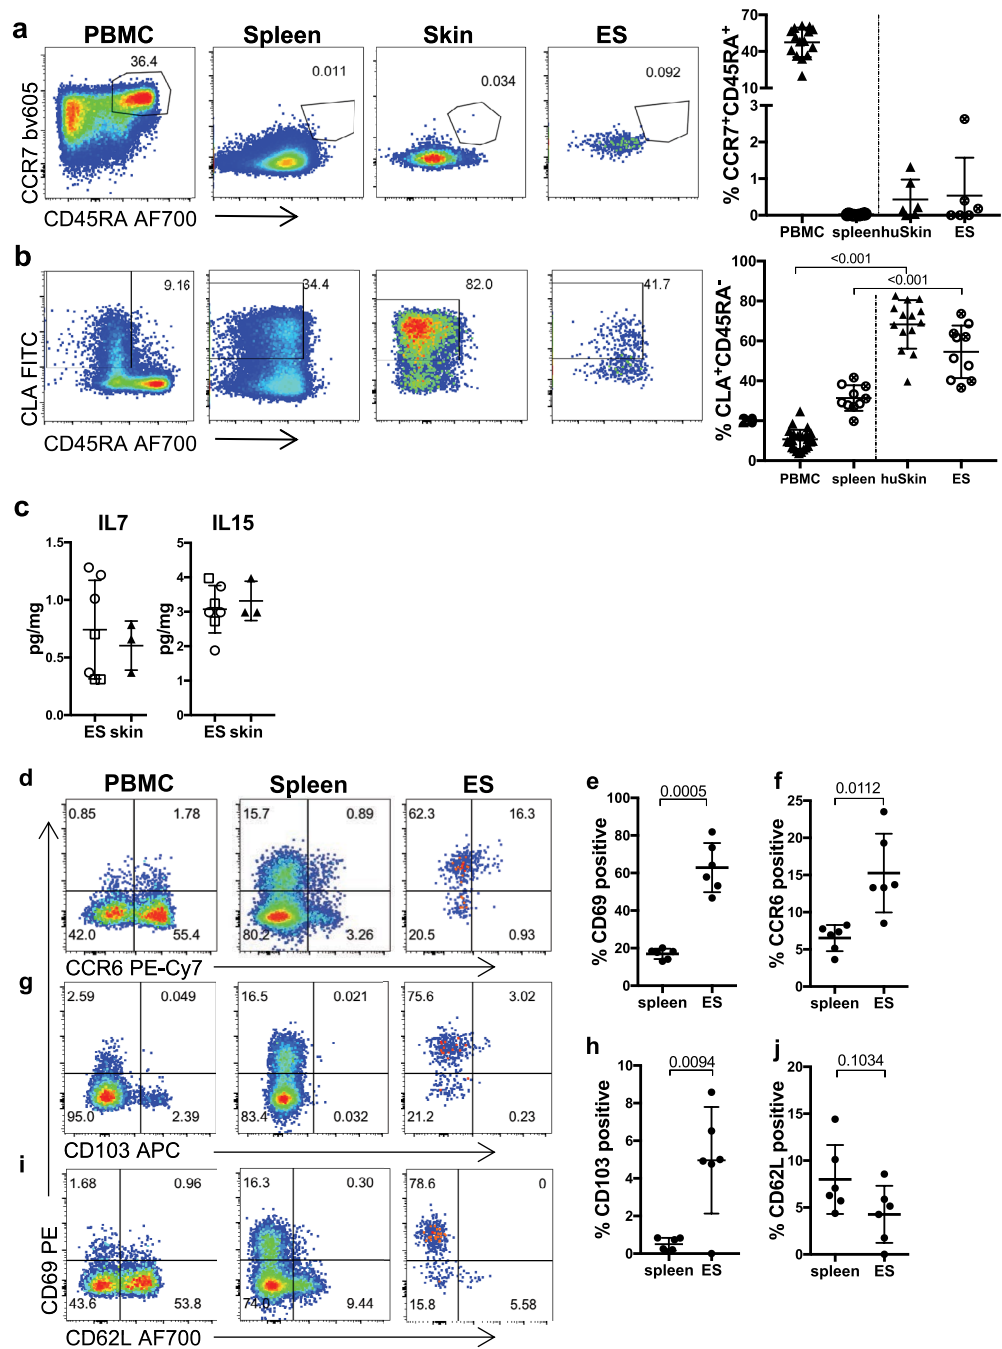 a
PBMC Spleen Skin ES
36.4
0.011
0.034
0.092
CCR7 bv605
CD45RA AF700
% CCR7+CD45RA+
70
40
10
3
2
1
0
PBMC spleen huSkin ES
b
9.16
34.4
82.0
41.7
CLA FITC
CD45RA AF700
% CLA+CD45RA-
<0.001
<0.001
100
80
60
40
20
0
PBMC spleen huSkin ES
c
IL7 IL15
pg/mg
1.5
1.0
0.5
0.0
ES skin
pg/mg
5
4
3
2
1
0
ES skin
d
PBMC Spleen ES
0.85 1.78
42.0 55.4
15.7 0.89
80.2 3.26
62.3 16.3
20.5 0.93
CCR6 PE-Cy7
e
0.0005
% CD69 positive
100
80
60
40
20
0
spleen ES
f
0.0112
% CCR6 positive
25
20
15
10
5
0
spleen ES
g
2.59 0.049
95.0 2.39
16.5 0.021
83.4 0.032
75.6 3.02
21.2 0.23
CD103 APC
h
0.0094
% CD103 positive
10
8
6
4
2
0
spleen ES
i
1.68 0.96
43.6 53.8
16.3 0.30
74.0 9.44
78.6 0
15.8 5.58
CD69 PE
CD62L AF700
j
0.1034
% CD62L positive
20
15
10
5
0
spleen ES